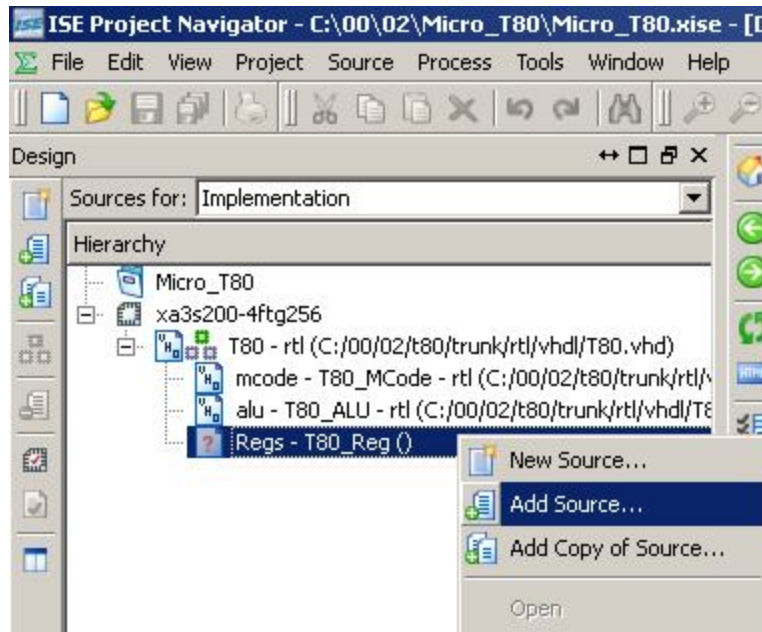 ISE Project Navigator - C:\00\02\Micro_T80\Micro_T80.xise - [D
File Edit View Project Source Process Tools Window Help
Design
Sources for: Implementation
Hierarchy
Micro_T80
xa3s200-4ftg256
T80 - rtl (C:/00/02/t80/trunk/rtl/vhdl/T80.vhd)
mcode - T80_MCode - rtl (C:/00/02/t80/trunk/rtl/
alu - T80_ALU - rtl (C:/00/02/t80/trunk/rtl/vhdl/T8
Regs - T80_Reg ()
New Source...
Add Source...
Add Copy of Source...
Open